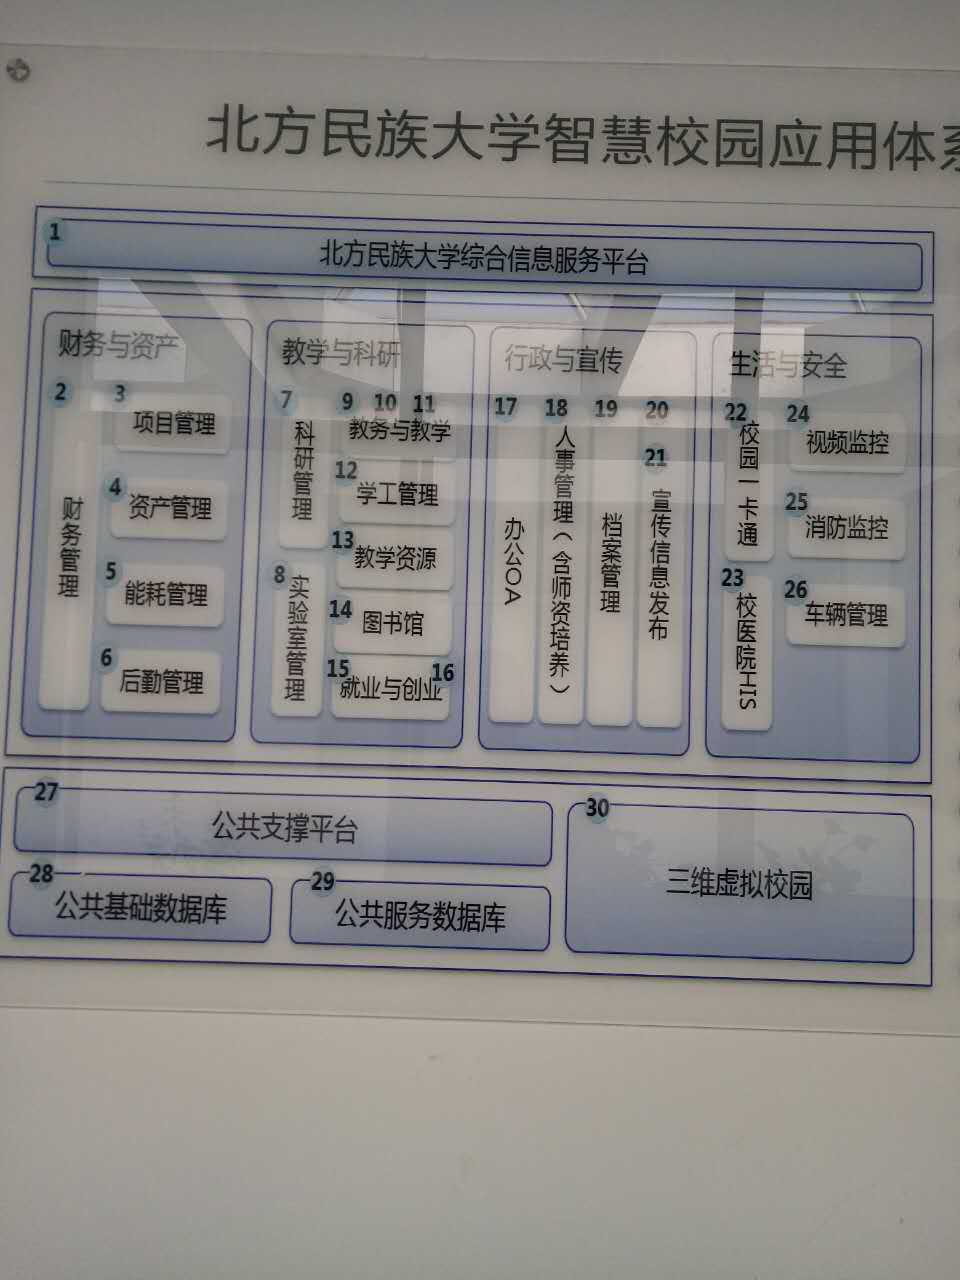 北方民族大学智慧校园应用体系
1
北方民族大学综合信息服务平台
财务与资产
2
财务管理
3
项目管理
4
资产管理
5
能耗管理
6
后勤管理
教学与科研
7
科研管理
8
实验室管理
9 10 11
教务与教学
12
学工管理
13
教学资源
14
图书馆
15 16
就业与创业
行政与宣传
17
办公OA
18
人事管理（含师资培养）
19
档案管理
20
21
宣传信息发布
生活与安全
22
校园一卡通
23
校医院HIS
24
视频监控
25
消防监控
26
车辆管理
27
公共支撑平台
28
公共基础数据库
29
公共服务数据库
30
三维虚拟校园